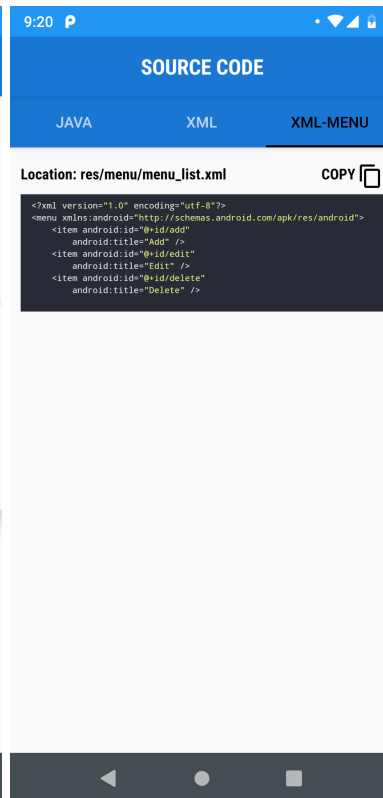 9:20
SOURCE CODE
JAVA XML XML-MENU
Location: res/menu/menu_list.xml COPY
<?xml version="1.0" encoding="utf-8"?>
<menu xmlns:android="http://schemas.android.com/apk/res/android">
    <item android:id="@+id/add"
        android:title="Add" />
    <item android:id="@+id/edit"
        android:title="Edit" />
    <item android:id="@+id/delete"
        android:title="Delete" />